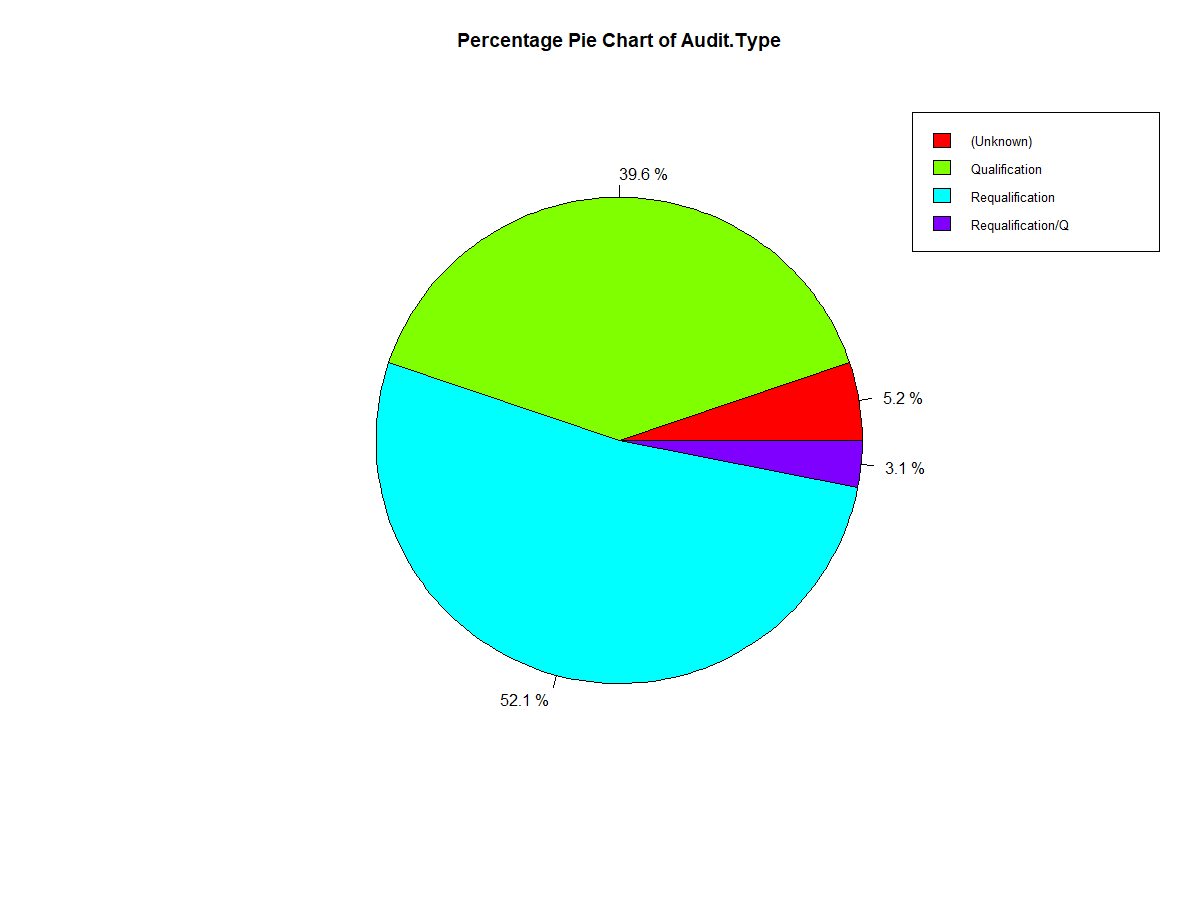 Percentage Pie Chart of Audit.Type
(Unknown)
Qualification
Requalification
Requalification/Q
39.6 %
5.2 %
3.1 %
52.1 %